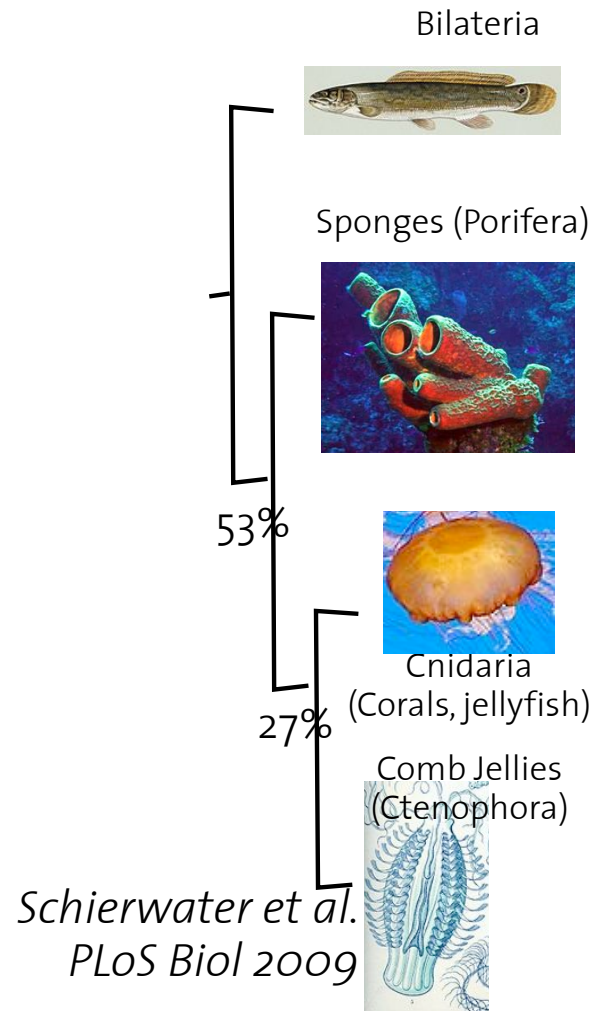 Bilateria
Sponges (Porifera)
53%
Cnidaria
(Corals, jellyfish)
27%
Comb Jellies
(Ctenophora)
Schierwater et al.
PLoS Biol 2009